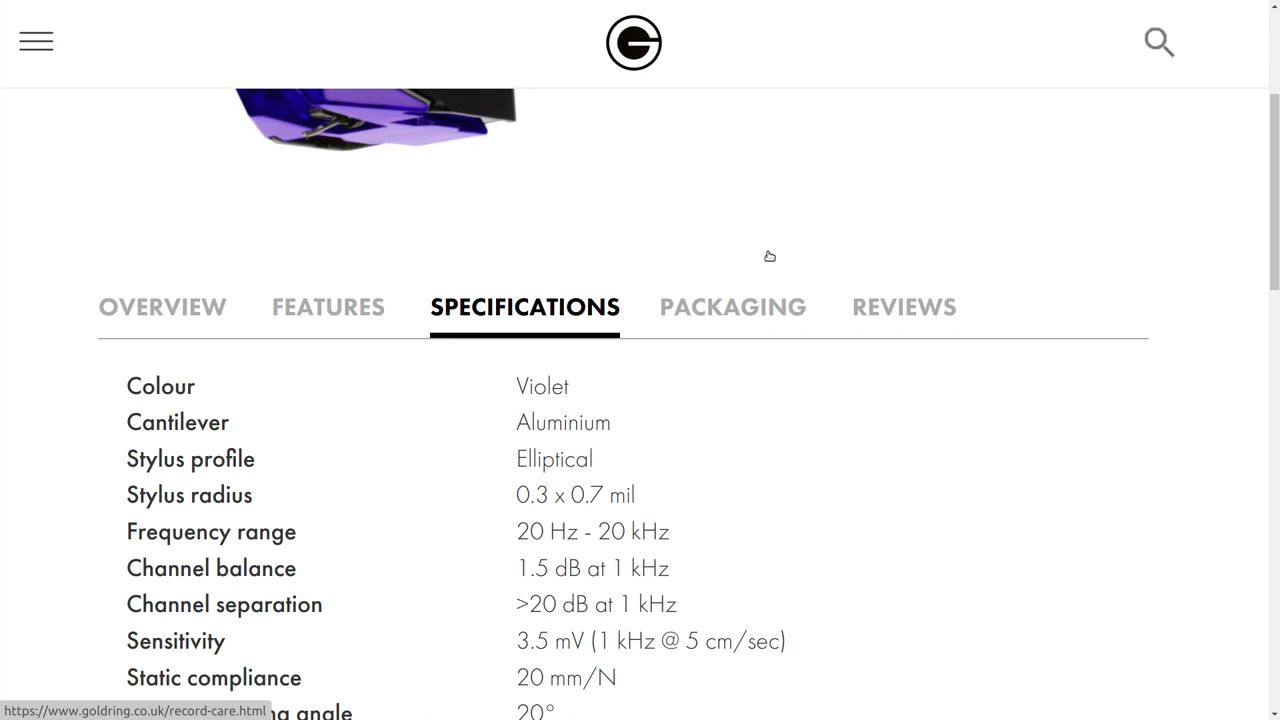 OVERVIEW FEATURES SPECIFICATIONS PACKAGING REVIEWS
Colour Violet
Cantilever Aluminium
Stylus profile Elliptical
Stylus radius 0.3 x 0.7 mil
Frequency range 20 Hz - 20 kHz
Channel balance 1.5 dB at 1 kHz
Channel separation >20 dB at 1 kHz
Sensitivity 3.5 mV (1 kHz @ 5 cm/sec)
Static compliance 20 mm/N
angle 20°
https://www.goldring.co.uk/record-care.html